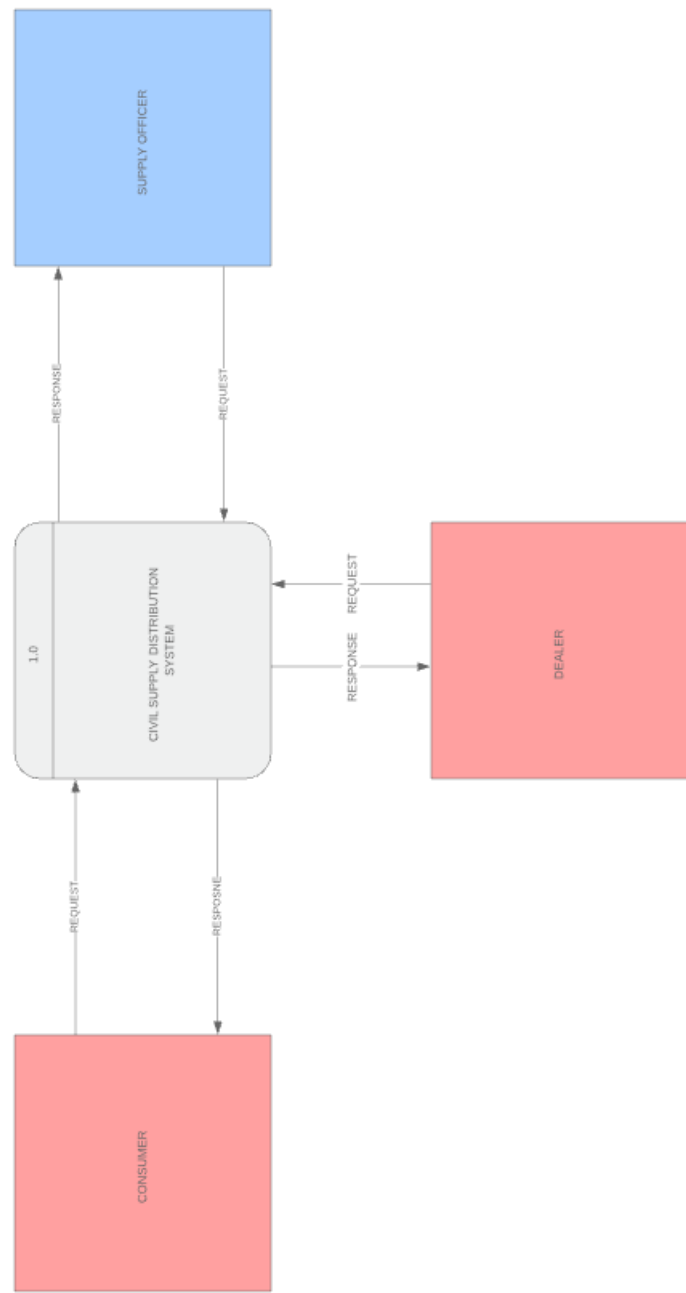 CONSUMER
REQUEST
RESPOSNE
1.0
CIVIL SUPPLY DISTRIBUTION
SYSTEM
RESPONSE
REQUEST
SUPPLY OFFICER
RESPONSE
REQUEST
DEALER